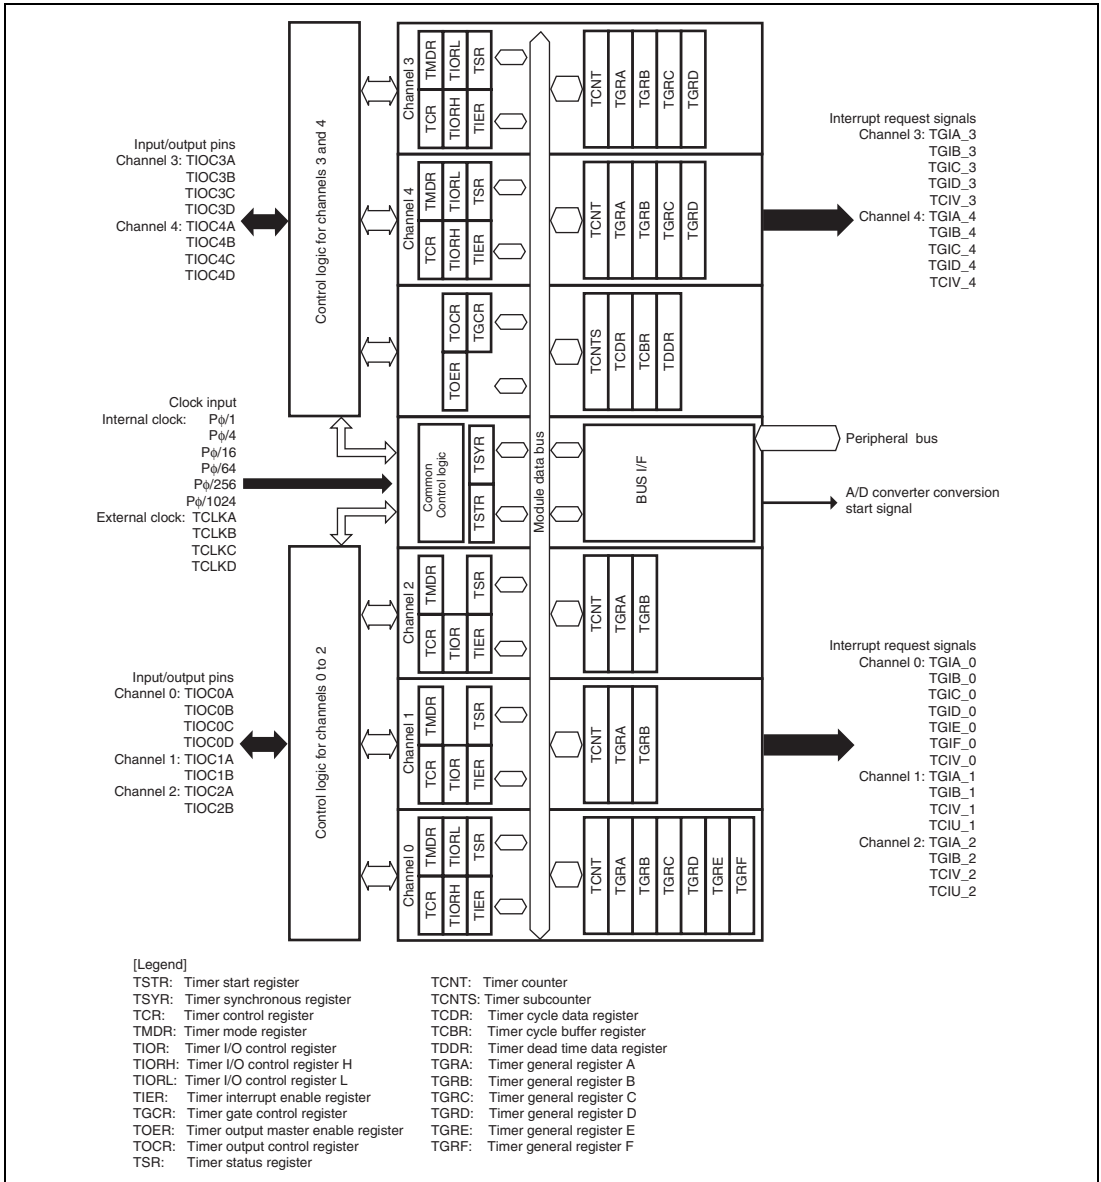 Input/output pins
Channel 3: TIOC3A
TIOC3B
TIOC3C
TIOC3D
Channel 4: TIOC4A
TIOC4B
TIOC4C
TIOC4D
Clock input
Internal clock: Pϕ/1
Pϕ/4
Pϕ/16
Pϕ/64
Pϕ/256
Pϕ/1024
External clock: TCLKA
TCLKB
TCLKC
TCLKD
Input/output pins
Channel 0: TIOC0A
TIOC0B
TIOC0C
TIOC0D
Channel 1: TIOC1A
TIOC1B
Channel 2: TIOC2A
TIOC2B
Control logic for channels 3 and 4
Control logic for channels 0 to 2
Channel 3
TMDR
TIORL
TSR
TCR
TIORH
TIER
TCNT
TGRA
TGRB
TGRC
TGRD
Channel 4
TMDR
TIORL
TSR
TCR
TIORH
TIER
TCNT
TGRA
TGRB
TGRC
TGRD
TOCR
TGCR
TOER
TCNTS
TCDR
TCBR
TDDR
Common
Control logic
TSYR
TSTR
Module data bus
BUS I/F
Channel 2
TMDR
TSR
TCR
TIOR
TIER
TCNT
TGRA
TGRB
Channel 1
TMDR
TSR
TCR
TIOR
TIER
TCNT
TGRA
TGRB
Channel 0
TMDR
TIORL
TSR
TCR
TIORH
TIER
TCNT
TGRA
TGRB
TGRC
TGRD
TGRE
TGRF
Interrupt request signals
Channel 3: TGIA_3
TGIB_3
TGIC_3
TGID_3
TCIV_3
Channel 4: TGIA_4
TGIB_4
TGIC_4
TGID_4
TCIV_4
Peripheral bus
A/D converter conversion
start signal
Interrupt request signals
Channel 0: TGIA_0
TGIB_0
TGIC_0
TGID_0
TGIE_0
TGIF_0
TCIV_0
Channel 1: TGIA_1
TGIB_1
TCIV_1
TCIU_1
Channel 2: TGIA_2
TGIB_2
TCIV_2
TCIU_2
[Legend]
TSTR: Timer start register
TSYR: Timer synchronous register
TCR: Timer control register
TMDR: Timer mode register
TIOR: Timer I/O control register
TIORH: Timer I/O control register H
TIORL: Timer I/O control register L
TIER: Timer interrupt enable register
TGCR: Timer gate control register
TOER: Timer output master enable register
TOCR: Timer output control register
TSR: Timer status register
TCNT: Timer counter
TCNTS: Timer subcounter
TCDR: Timer cycle data register
TCBR: Timer cycle buffer register
TDDR: Timer dead time data register
TGRA: Timer general register A
TGRB: Timer general register B
TGRC: Timer general register C
TGRD: Timer general register D
TGRE: Timer general register E
TGRF: Timer general register F